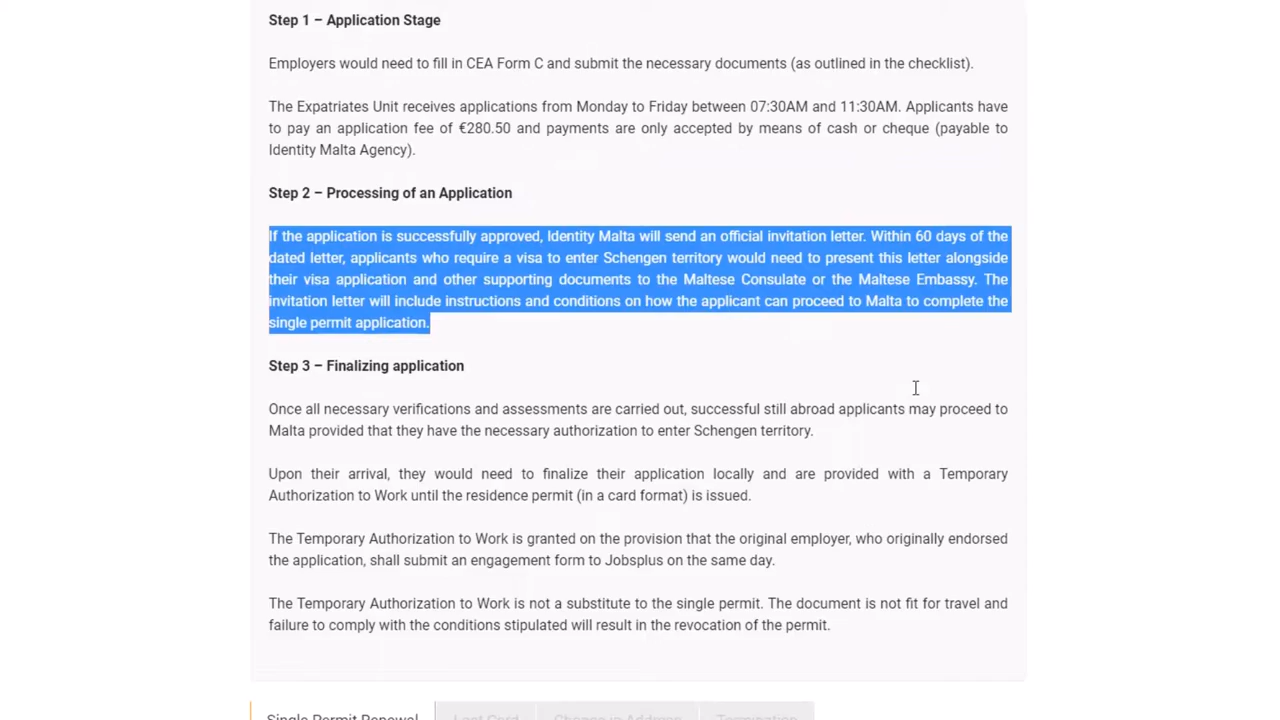 Step 1 – Application Stage
Employers would need to fill in CEA Form C and submit the necessary documents (as outlined in the checklist).
The Expatriates Unit receives applications from Monday to Friday between 07:30AM and 11:30AM. Applicants have
to pay an application fee of €280.50 and payments are only accepted by means of cash or cheque (payable to
Identity Malta Agency).
Step 2 – Processing of an Application
If the application is successfully approved, Identity Malta will send an official invitation letter. Within 60 days of the
dated letter, applicants who require a visa to enter Schengen territory would need to present this letter alongside
their visa application and other supporting documents to the Maltese Consulate or the Maltese Embassy. The
invitation letter will include instructions and conditions on how the applicant can proceed to Malta to complete the
single permit application.
Step 3 – Finalizing application
Once all necessary verifications and assessments are carried out, successful still abroad applicants may proceed to
Malta provided that they have the necessary authorization to enter Schengen territory.
Upon their arrival, they would need to finalize their application locally and are provided with a Temporary
Authorization to Work until the residence permit (in a card format) is issued.
The Temporary Authorization to Work is granted on the provision that the original employer, who originally endorsed
the application, shall submit an engagement form to Jobsplus on the same day.
The Temporary Authorization to Work is not a substitute to the single permit. The document is not fit for travel and
failure to comply with the conditions stipulated will result in the revocation of the permit.
Single Permit Renewal